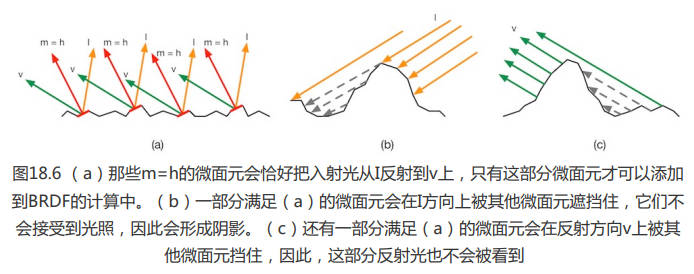 m = h l m = h l m = h l m = h l
v v v v
l
v
(a) (b) (c)
图18.6 （a）那些m=h的微面元会恰好把入射光从I反射到v上，只有这部分微面元才可以添加
到BRDF的计算中。（b）一部分满足（a）的微面元会在I方向上被其他微面元遮挡住，它们不
会接受到光照，因此会形成阴影。（c）还有一部分满足（a）的微面元会在反射方向v上被其
他微面元挡住，因此，这部分反射光也不会被看到